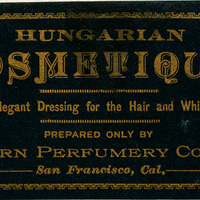 HUNGARIAN
OSMETIQU
legant Dressing for the Hair and Whi
PREPARED ONLY BY
RN PERFUMERY CO
San Francisco, Cal.